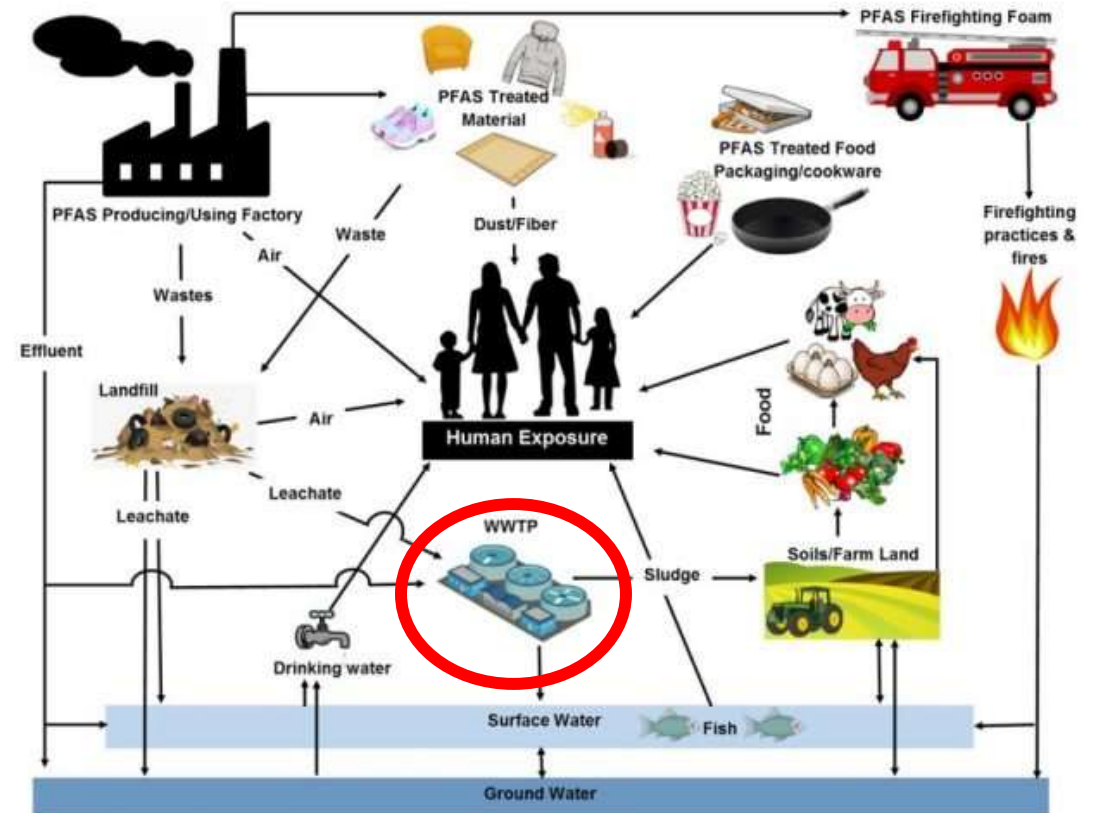 PFAS Firefighting Foam
PFAS Treated
Material
PFAS Treated Food
Packaging/cookware
PFAS Producing/Using Factory
Firefighting
practices &
fires
Waste
Dust/Fiber
Air
Wastes
Effluent
Landfill
Air
Food
Human Exposure
Leachate
Leachate
WWTP
Soils/Farm Land
Sludge
Drinking water
Surface Water
Fish
Ground Water